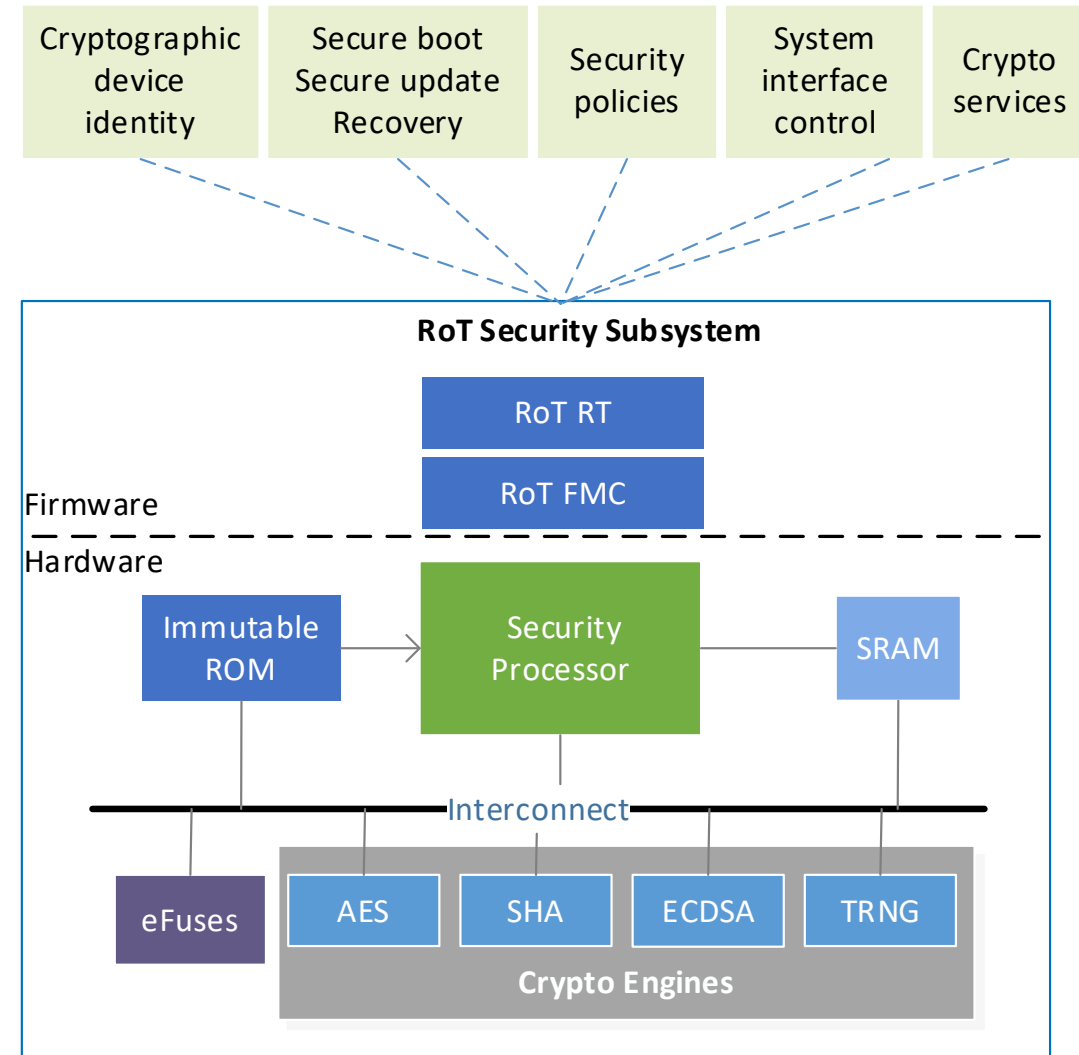 Cryptographic
device
identity
Secure boot
Secure update
Recovery
Security
policies
System
interface
control
Crypto
services
RoT Security Subsystem
RoT RT
RoT FMC
Firmware
Hardware
Immutable
ROM
Security
Processor
SRAM
Interconnect
eFuses
AES
SHA
ECDSA
TRNG
Crypto Engines